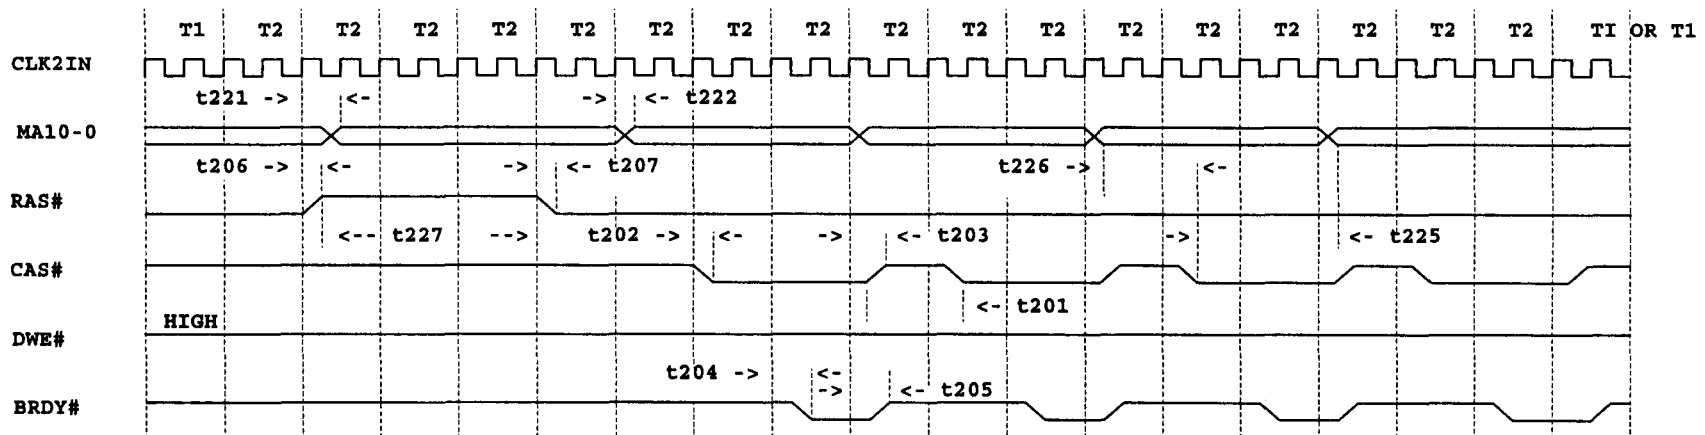 T1 T2 T2 T2 T2 T2 T2 T2 T2 T2 T2 T2 T2 T2 T2 T2 T2 T2 TI OR T1
CLK2IN
t221 -> <- -> <- t222
MA10-0
t206 -> <- -> <- t207 t226 -> <-
RAS#
<-- t227 --> t202 -> <- -> <- t203 -> <- t225
CAS#
<- t201
HIGH
DWE#
t204 -> <-
-> <- t205
BRDY#